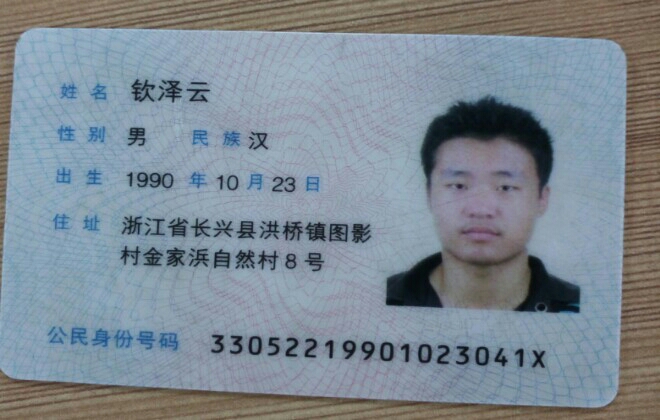 姓名 钦泽云
性别 男 民族 汉
出生 1990 年 10 月 23 日
住址 浙江省长兴县洪桥镇图影
村金家浜自然村8号
公民身份号码 33052219901023041X